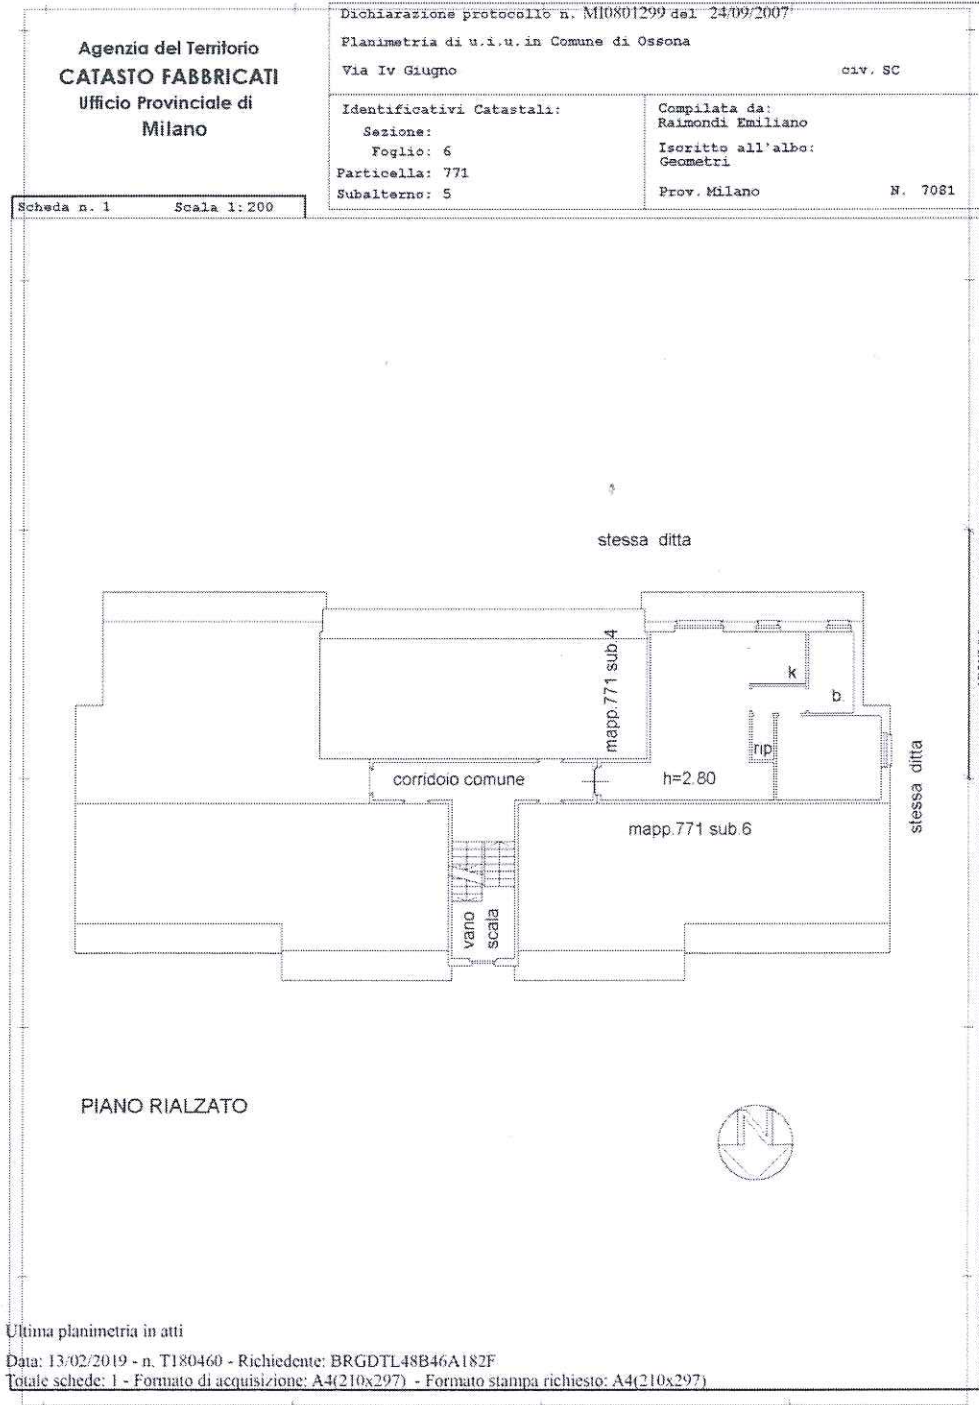 Agenzia del Territorio
CATASTO FABBRICATI
Ufficio Provinciale di
Milano
Dichiarazione protocollo n. MI0801299 del 24/09/2007
Planimetria di u.i.u. in Comune di Ossona
Via Iv Giugno civ. SC
Identificativi Catastali:
Sezione:
Foglio: 6
Particella: 771
Subalterno: 5
Compilata da:
Raimondi Emiliano
Iscritto all'albo:
Geometri
Prov. Milano N. 7081
Scheda n. 1 Scala 1:200
stessa ditta
mapp.771 sub.4
k
b.
rip
corridoio comune
h=2.80
stessa ditta
mapp.771 sub.6
vano
scala
PIANO RIALZATO
N
Ultima planimetria in atti
Data: 13/02/2019 - n. T180460 - Richiedente: BRGDTL48B46A182F
Totale schede: 1 - Formato di acquisizione: A4(210x297) - Formato stampa richiesto: A4(210x297)